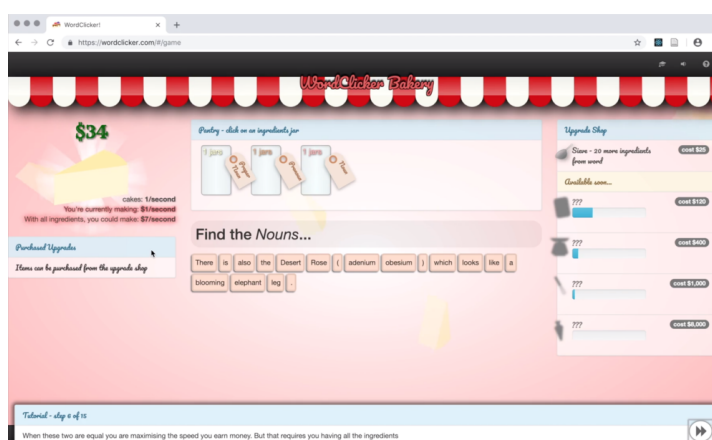 WordClicker!
https://wordclicker.com/#/game
WordClicker Bakery
$34
cakes: 1/second
You're currently making: $1/second
With all ingredients, you could make: $7/second
Purchased Upgrades
Items can be purchased from the upgrade shop
Pantry - click on an ingredients jar
1 jars
Proper Noun
1 jars
Pronoun
1 jars
Noun
Find the Nouns...
There is also the Desert Rose ( adenium obesium ) which looks like a
blooming elephant leg .
Upgrade Shop
Sieve - 20 more ingredients
from word
cost $25
Available soon...
???
cost $120
???
cost $400
???
cost $1,000
???
cost $8,000
Tutorial - step 6 of 15
When these two are equal you are maximising the speed you earn money. But that requires you having all the ingredients